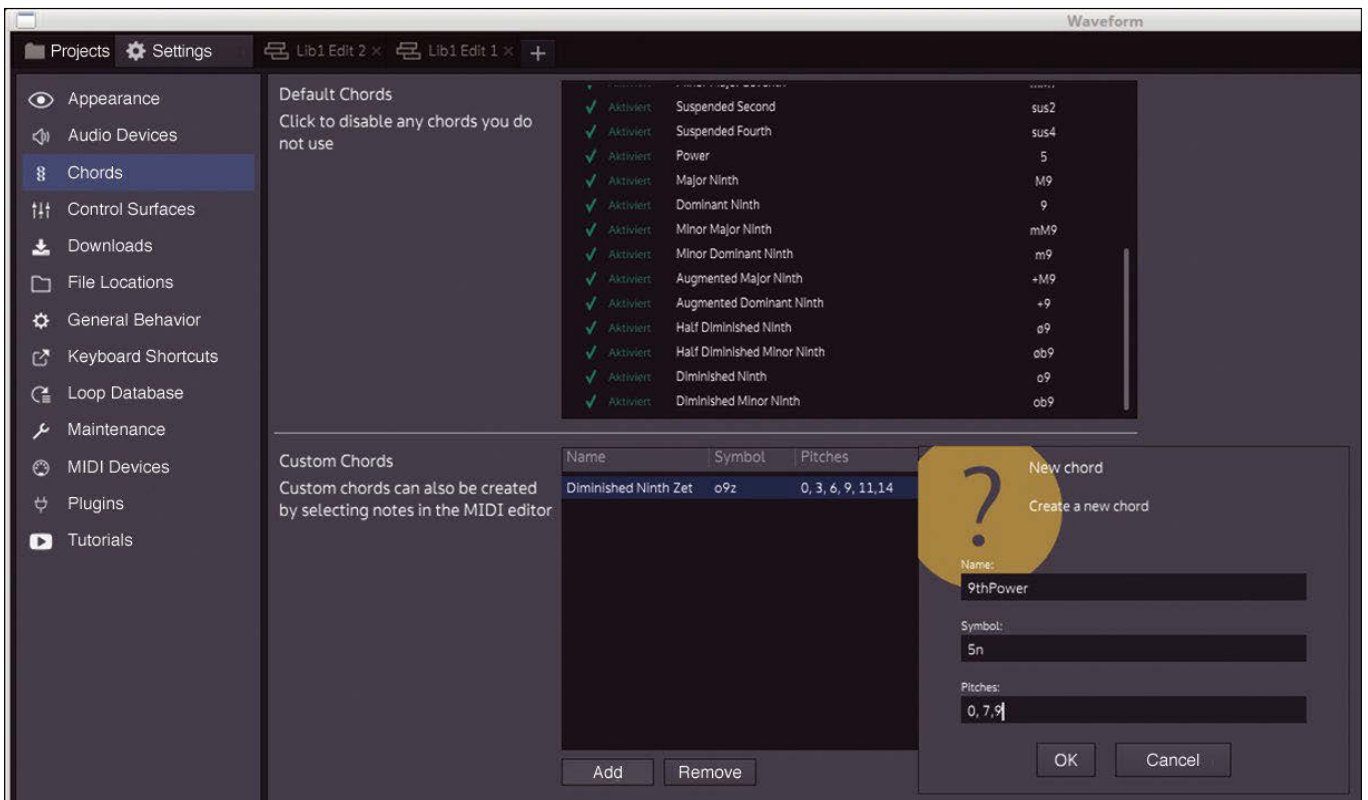 Waveform
Projects Settings Lib1 Edit 2 × Lib1 Edit 1 × +
Appearance
Audio Devices
Chords
Control Surfaces
Downloads
File Locations
General Behavior
Keyboard Shortcuts
Loop Database
Maintenance
MIDI Devices
Plugins
Tutorials
Default Chords
Click to disable any chords you do
not use
Aktiviert Suspended Second sus2
Aktiviert Suspended Fourth sus4
Aktiviert Power 5
Aktiviert Major Ninth M9
Aktiviert Dominant Ninth 9
Aktiviert Minor Major Ninth mM9
Aktiviert Minor Dominant Ninth m9
Aktiviert Augmented Major Ninth +M9
Aktiviert Augmented Dominant Ninth +9
Aktiviert Half Diminished Ninth ø9
Aktiviert Half Diminished Minor Ninth øb9
Aktiviert Diminished Ninth o9
Aktiviert Diminished Minor Ninth ob9
Custom Chords
Custom chords can also be created
by selecting notes in the MIDI editor
Name Symbol Pitches
Diminished Ninth Zet o9z 0, 3, 6, 9, 11,14
Add Remove
?
New chord
Create a new chord
Name:
9thPower
Symbol:
5n
Pitches:
0, 7,9
OK Cancel